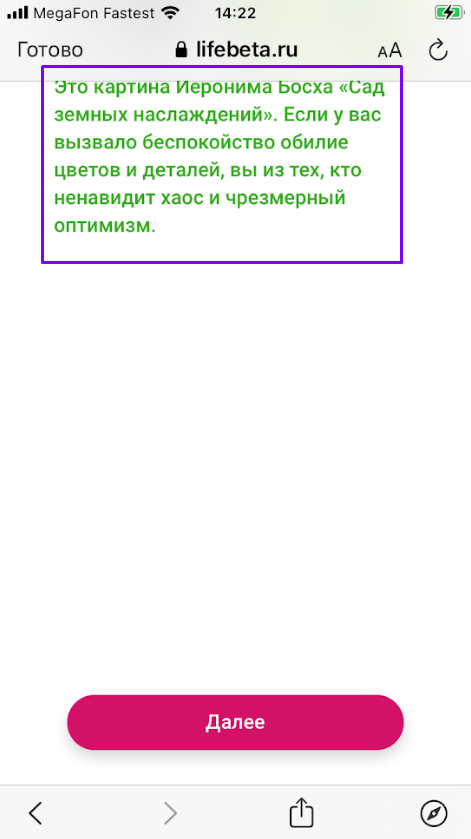 MegaFon Fastest 14:22
Готово lifebeta.ru AA
Это картина Иеронима Босха «Сад
земных наслаждений». Если у вас
вызвало беспокойство обилие
цветов и деталей, вы из тех, кто
ненавидит хаос и чрезмерный
оптимизм.
Далее